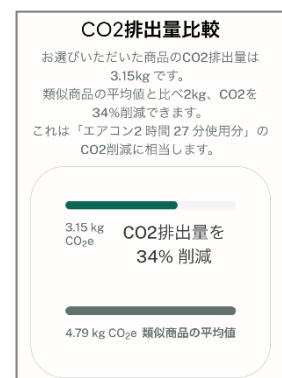 CO2排出量比較
お選びいただいた商品のCO2排出量は
3.15kg です。
類似商品の平均値と比べ2kg、CO2を
34%削減できます。
これは「エアコン2 時間 27 分使用分」の
CO2削減に相当します。
3.15 kg
CO₂e
CO2排出量を
34% 削減
4.79 kg CO₂e 類似商品の平均値